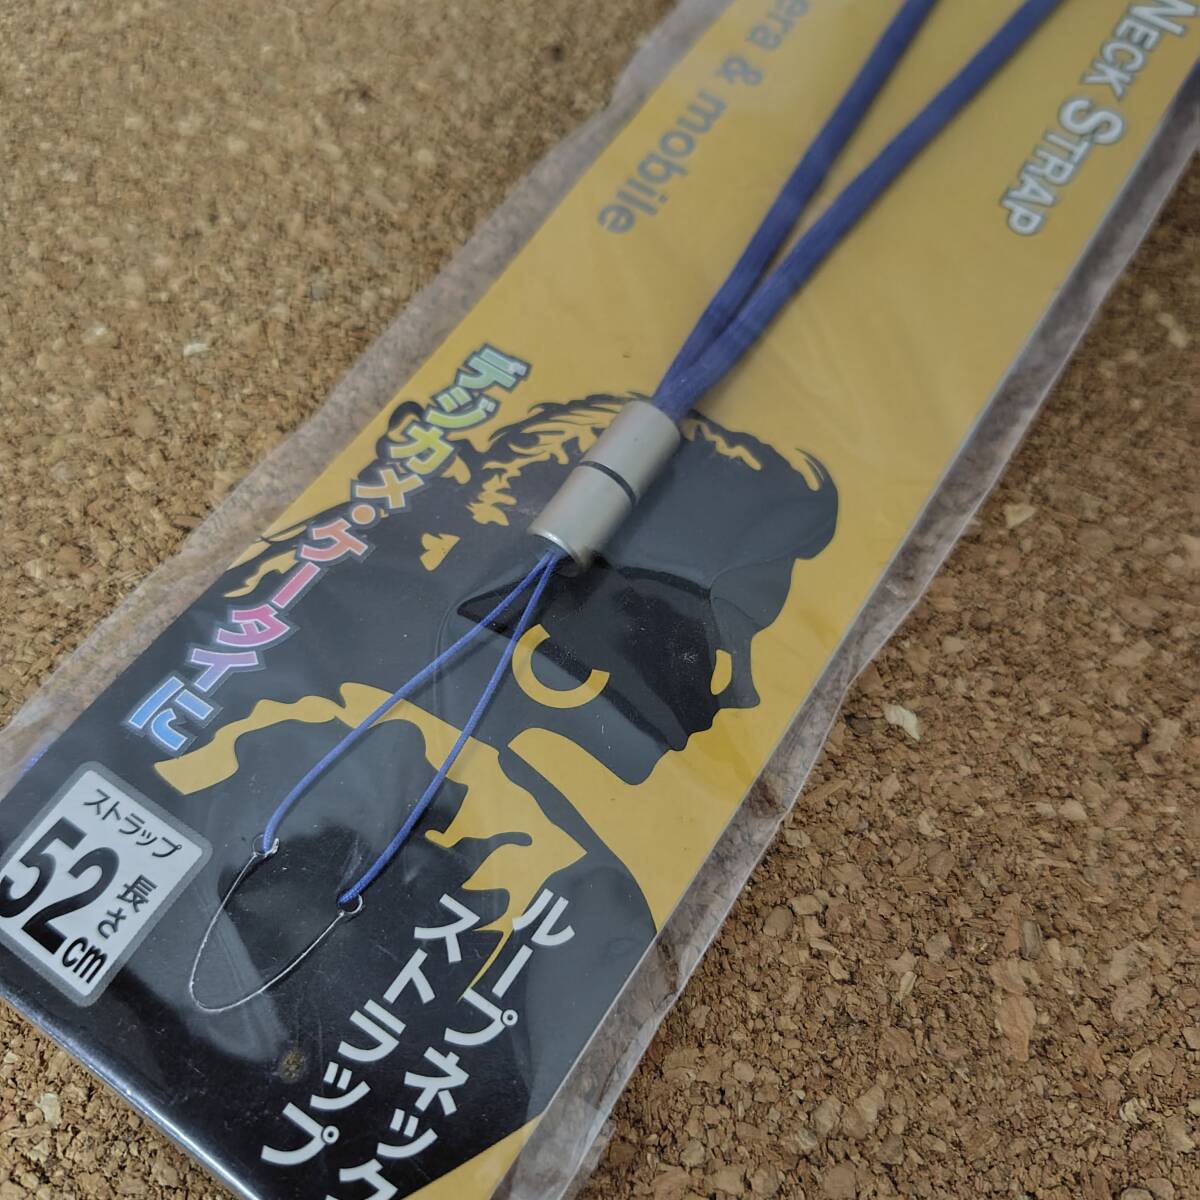 NECK STRAP
era & mobile
デジカメ・ケータイに
ストラップ
長さ
52cm
ループネック
ストラップ